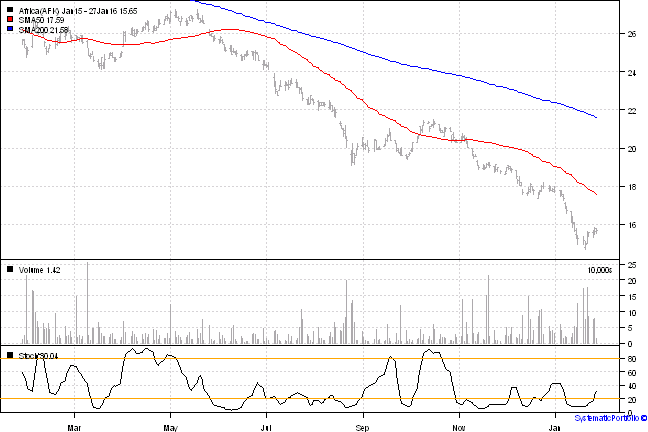 Africa(AFK) Jan15 - 27Jan16 15.65
SMA50 17.59
SMA200 21.58
26
24
22
20
18
16
Volume 1.42
10,000s
25
20
15
10
5
0
80
60
40
20
0
Mar
May
Jul
Sep
Nov
Jan
SystematicPortfolio ©